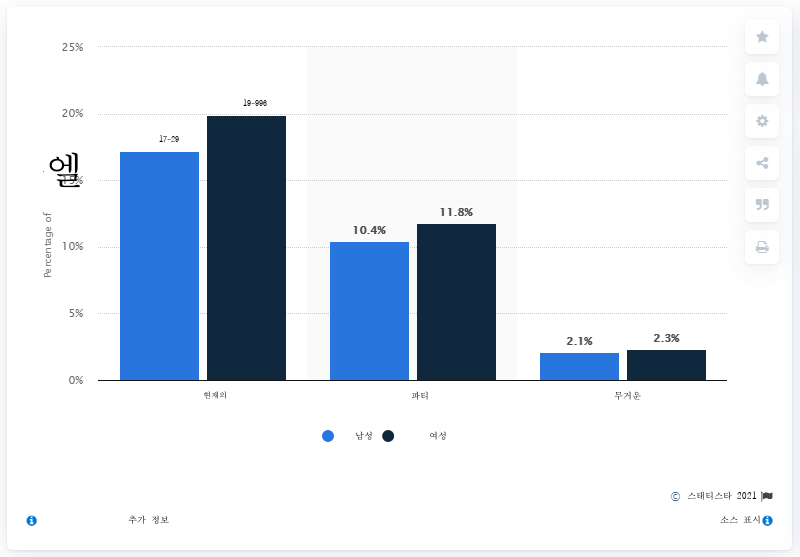 25%
20%
19-996
17-29
엘
15%
Percentage of
11.8%
10.4%
10%
5%
2.1%
2.3%
0%
현재의
파티
무거운
남성
여성
© 스태티스타 2021
추가 정보
소스 표시